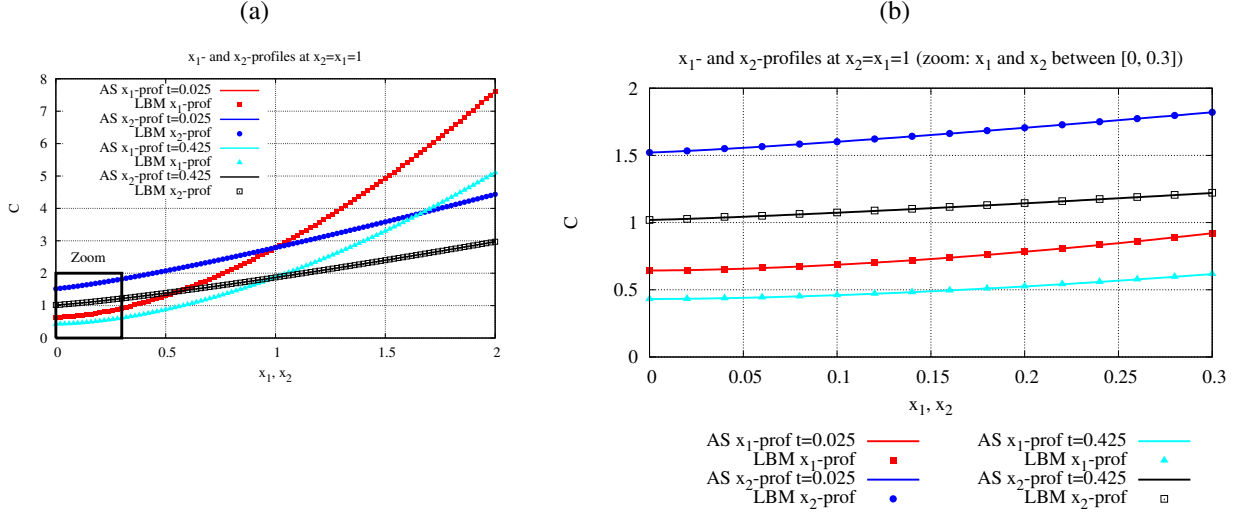 (a)
x1- and x2-profiles at x2=x1=1
8
7
6
5
4
3
2
1
0
C
AS x1-prof t=0.025
LBM x1-prof
AS x2-prof t=0.025
LBM x2-prof
AS x1-prof t=0.425
LBM x1-prof
AS x2-prof t=0.425
LBM x2-prof
Zoom
0 0.5 1 1.5 2
x1, x2
(b)
x1- and x2-profiles at x2=x1=1 (zoom: x1 and x2 between [0, 0.3])
2
1.5
1
0.5
0
C
0 0.05 0.1 0.15 0.2 0.25 0.3
x1, x2
AS x1-prof t=0.025
LBM x1-prof
AS x2-prof t=0.025
LBM x2-prof
AS x1-prof t=0.425
LBM x1-prof
AS x2-prof t=0.425
LBM x2-prof